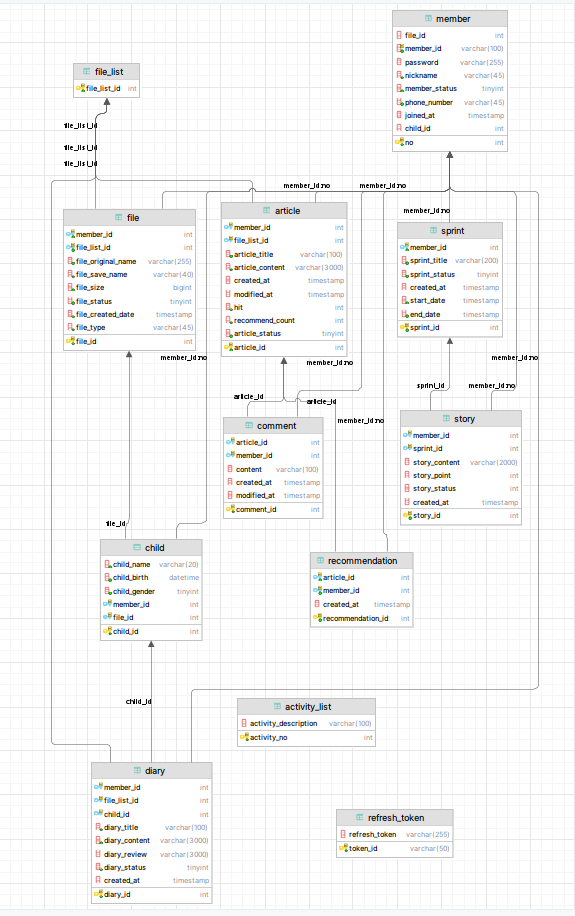 member
file_id int
member_id varchar(100)
password varchar(255)
nickname varchar(45)
member_status tinyint
phone_number varchar(45)
joined_at timestamp
child_id int
no int
file_list
file_list_id int
file_list_id
file_list_id
file_list_id
member_id:no
member_id:no
member_id:no
file
member_id int
file_list_id int
file_original_name varchar(255)
file_save_name varchar(40)
file_size bigint
file_status tinyint
file_created_date timestamp
file_type varchar(45)
file_id int
article
member_id int
file_list_id int
article_title varchar(100)
article_content varchar(3000)
created_at timestamp
modified_at timestamp
hit int
recommend_count int
article_status tinyint
article_id int
sprint
member_id int
sprint_title varchar(200)
sprint_status tinyint
created_at timestamp
start_date timestamp
end_date timestamp
sprint_id int
member_id:no
member_id:no
member_id:no
sprint_id
member_id:no
article_id
article_id
member_id:no
comment
article_id int
member_id int
content varchar(100)
created_at timestamp
modified_at timestamp
comment_id int
story
member_id int
sprint_id int
story_content varchar(2000)
story_point int
story_status int
created_at timestamp
story_id int
file_id
child
child_name varchar(20)
child_birth datetime
child_gender tinyint
member_id int
file_id int
child_id int
recommendation
article_id int
member_id int
created_at timestamp
recommendation_id int
child_id
activity_list
activity_description varchar(100)
activity_no int
diary
member_id int
file_list_id int
child_id int
diary_title varchar(100)
diary_content varchar(3000)
diary_review varchar(3000)
diary_status tinyint
created_at timestamp
diary_id int
refresh_token
refresh_token varchar(255)
token_id varchar(50)